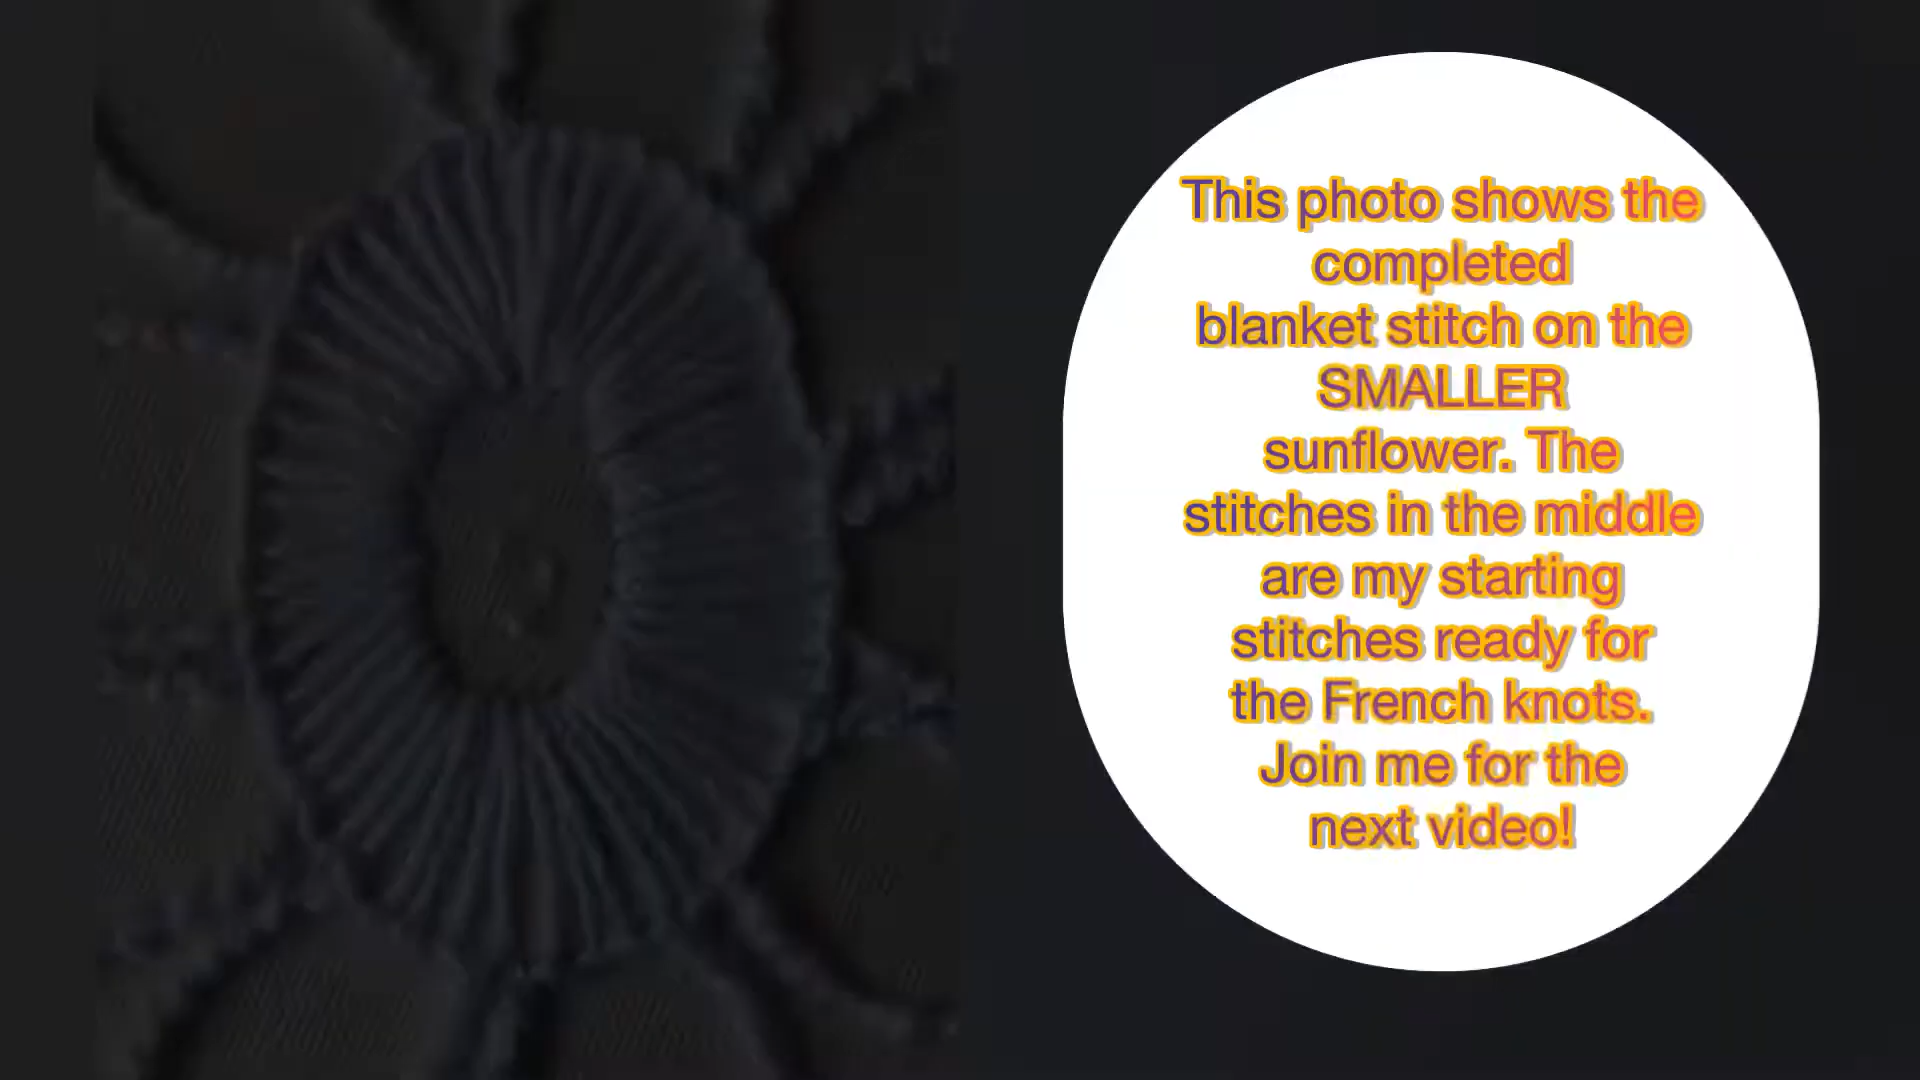 This photo shows the
completed
blanket stitch on the
SMALLER
sunflower. The
stitches in the middle
are my starting
stitches ready for
the French knots.
Join me for the
next video!